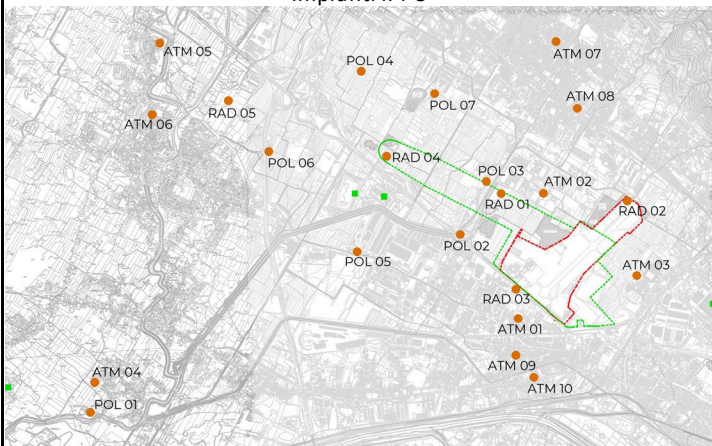 ATM 05
ATM 07
POL 04
POL 07
ATM 08
RAD 05
ATM 06
POL 06
RAD 04
POL 03
RAD 01
ATM 02
RAD 02
POL 02
POL 05
ATM 03
RAD 03
ATM 01
ATM 09
ATM 10
ATM 04
POL 01